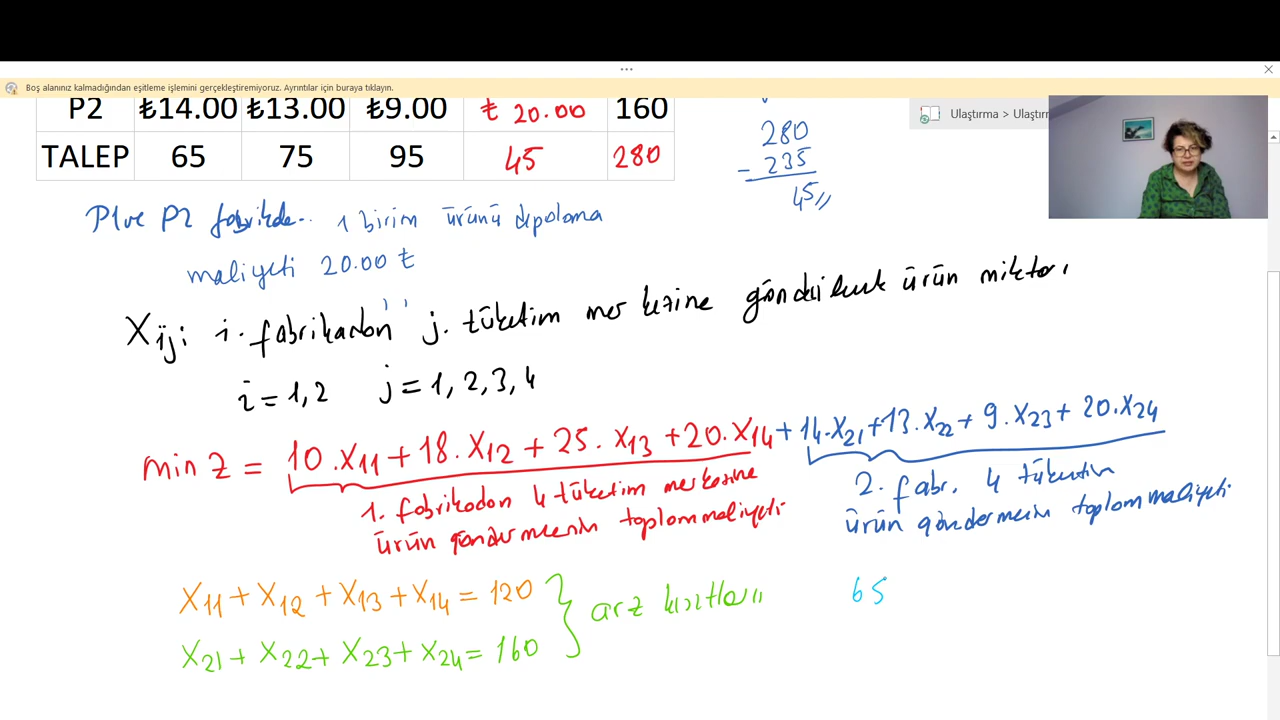 Boş alanınız kalmadığından eşitleme işlemini gerçekleştiremiyoruz. Ayrıntılar için buraya tıklayın.
P2 ₺14.00 ₺13.00 ₺9.00 ₺ 20.00 160
TALEP 65 75 95 45 280
280
- 235
45//
Ulaştırma > Ulaştırm
P1 ve P2 fabrikde.. 1 birim ürünü depolama
maliyeti 20.00 ₺
Xij: i. fabrikadan j. tüketim merkezine gönderilecek ürün miktarı
i = 1,2 j = 1, 2, 3, 4
min Z = 10.X11 + 18.X12 + 25.X13 + 20.X14 + 14.X21 + 13.X22 + 9.X23 + 20.X24
1. fabrikadan 4 tüketim merkezine
ürün göndermenin toplam maliyeti
2. fabr. 4 tüketim
ürün göndermenin toplam maliyeti
X11 + X12 + X13 + X14 = 120
X21 + X22 + X23 + X24 = 160
arz kısıtları
65